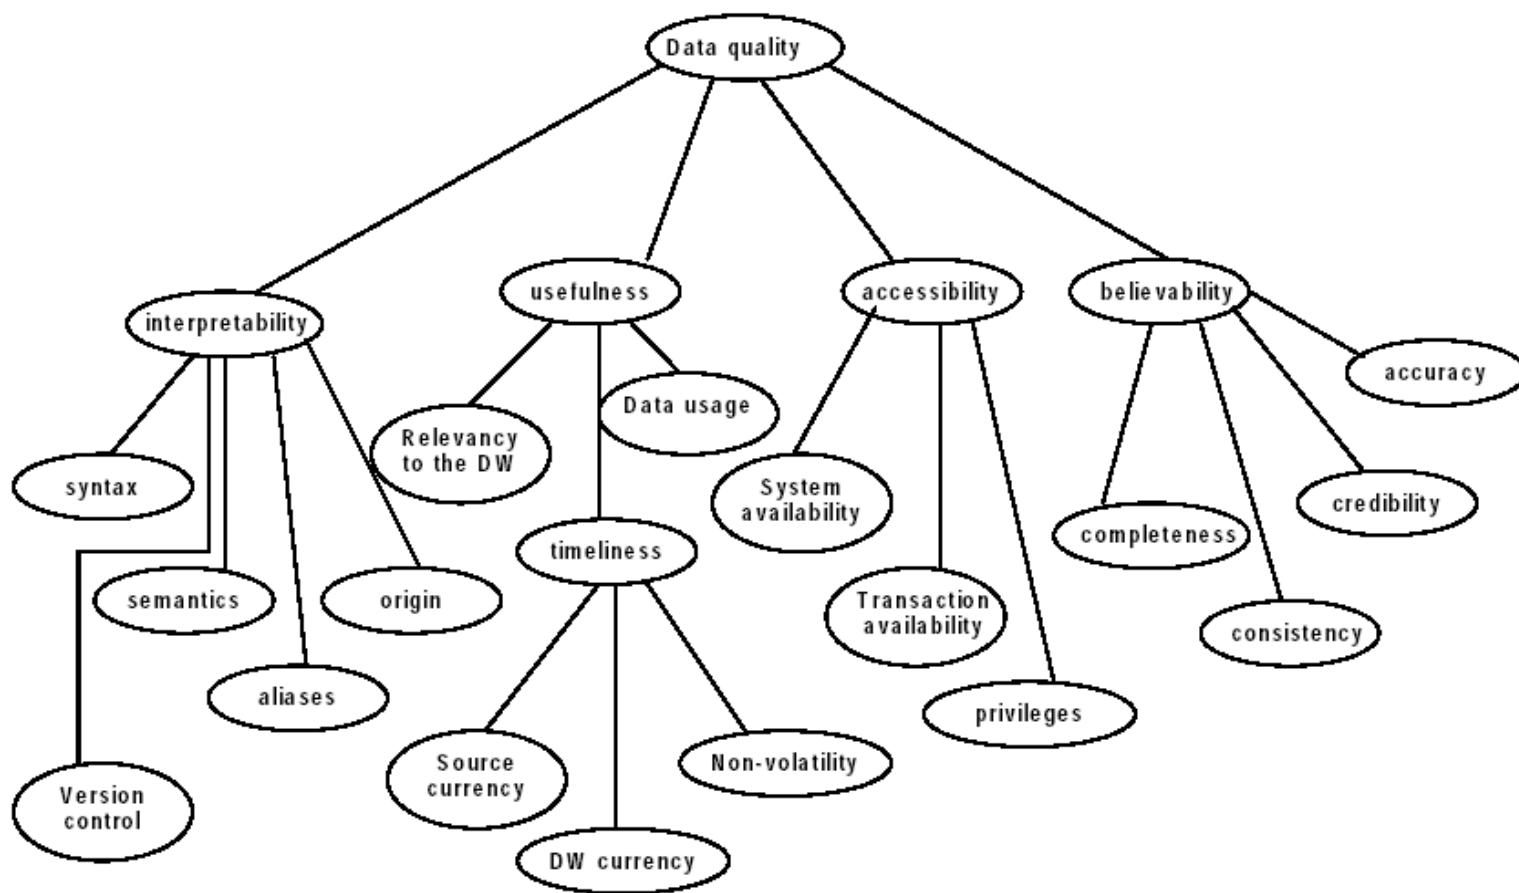 Data quality
interpretability
usefulness
accessibility
believability
accuracy
Data usage
Relevancy
to the DW
syntax
System
availability
credibility
completeness
timeliness
semantics
origin
Transaction
availability
consistency
aliases
privileges
Source
currency
Non-volatility
Version
control
DW currency